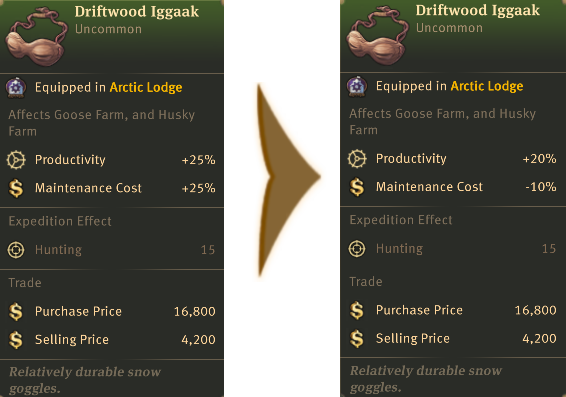 Driftwood Iggaak
Uncommon
Equipped in Arctic Lodge
Affects Goose Farm, and Husky
Farm
Productivity +25%
Maintenance Cost +25%
Expedition Effect
Hunting 15
Trade
Purchase Price 16,800
Selling Price 4,200
Relatively durable snow
goggles.
Driftwood Iggaak
Uncommon
Equipped in Arctic Lodge
Affects Goose Farm, and Husky
Farm
Productivity +20%
Maintenance Cost -10%
Expedition Effect
Hunting 15
Trade
Purchase Price 16,800
Selling Price 4,200
Relatively durable snow
goggles.